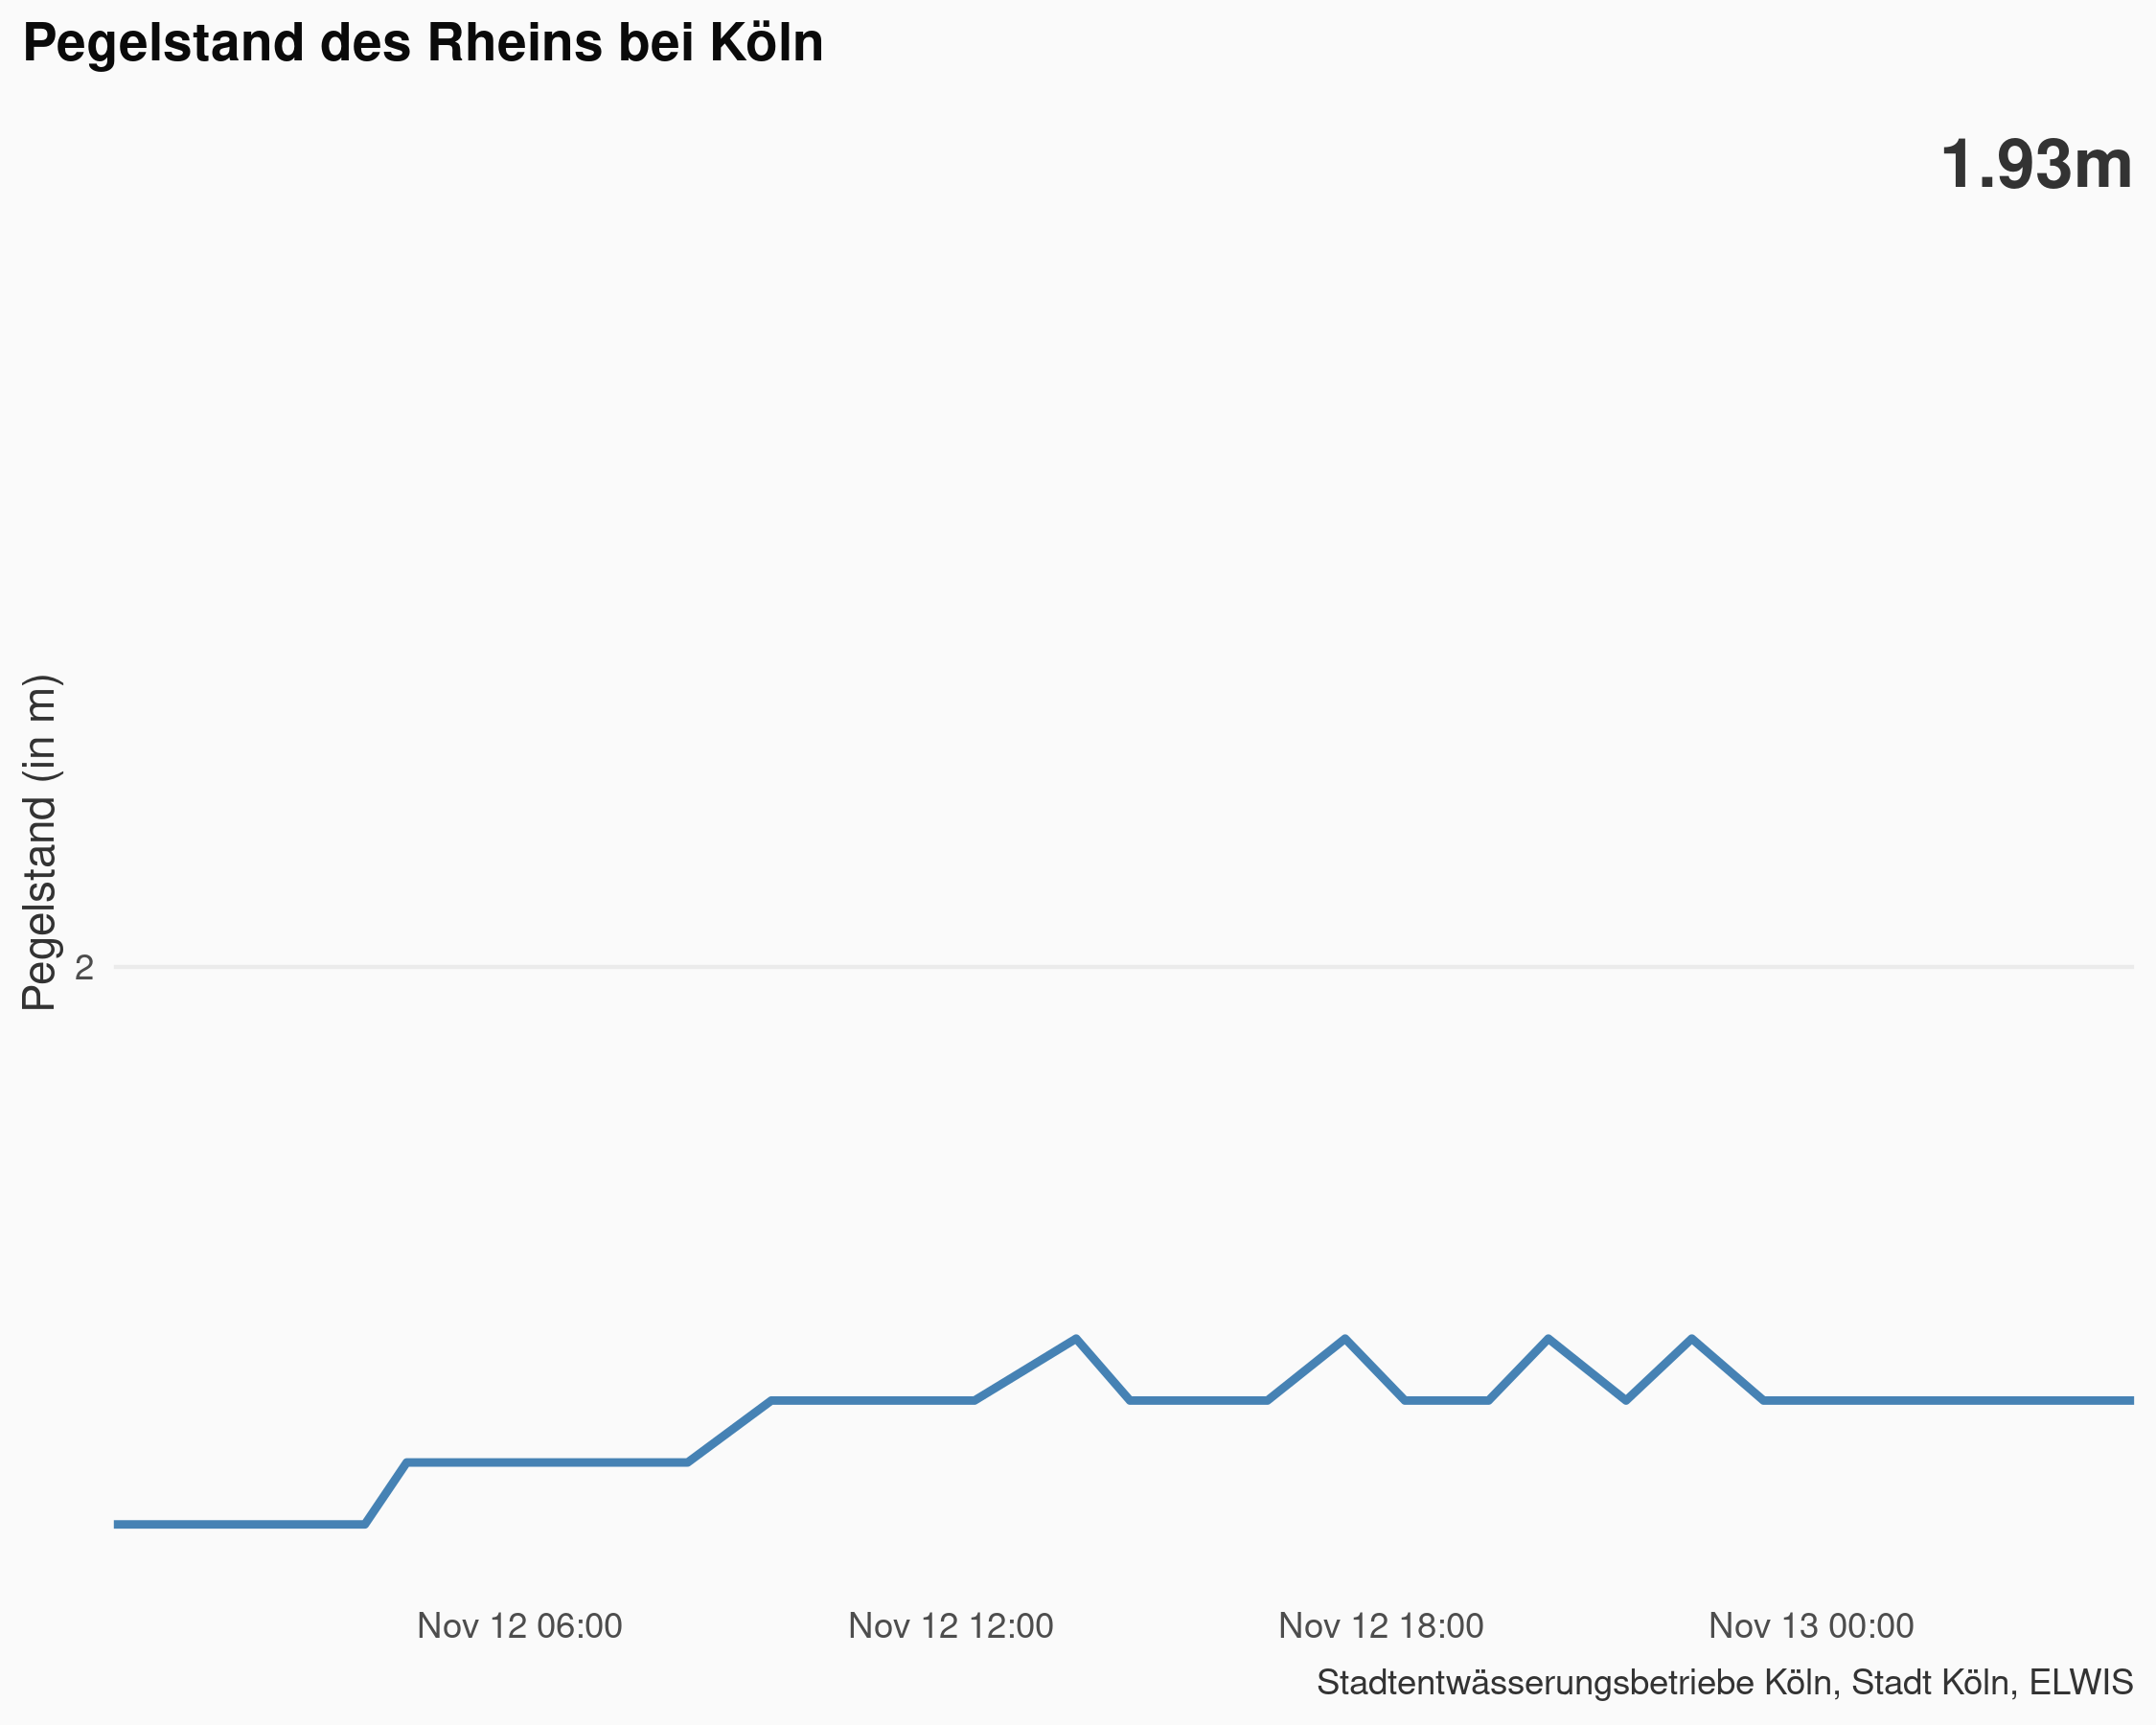 Pegelstand des Rheins bei Köln
1.93m
Pegelstand (in m)
2
Nov 12 06:00
Nov 12 12:00
Nov 12 18:00
Nov 13 00:00
Stadtentwässerungsbetriebe Köln, Stadt Köln, ELWIS